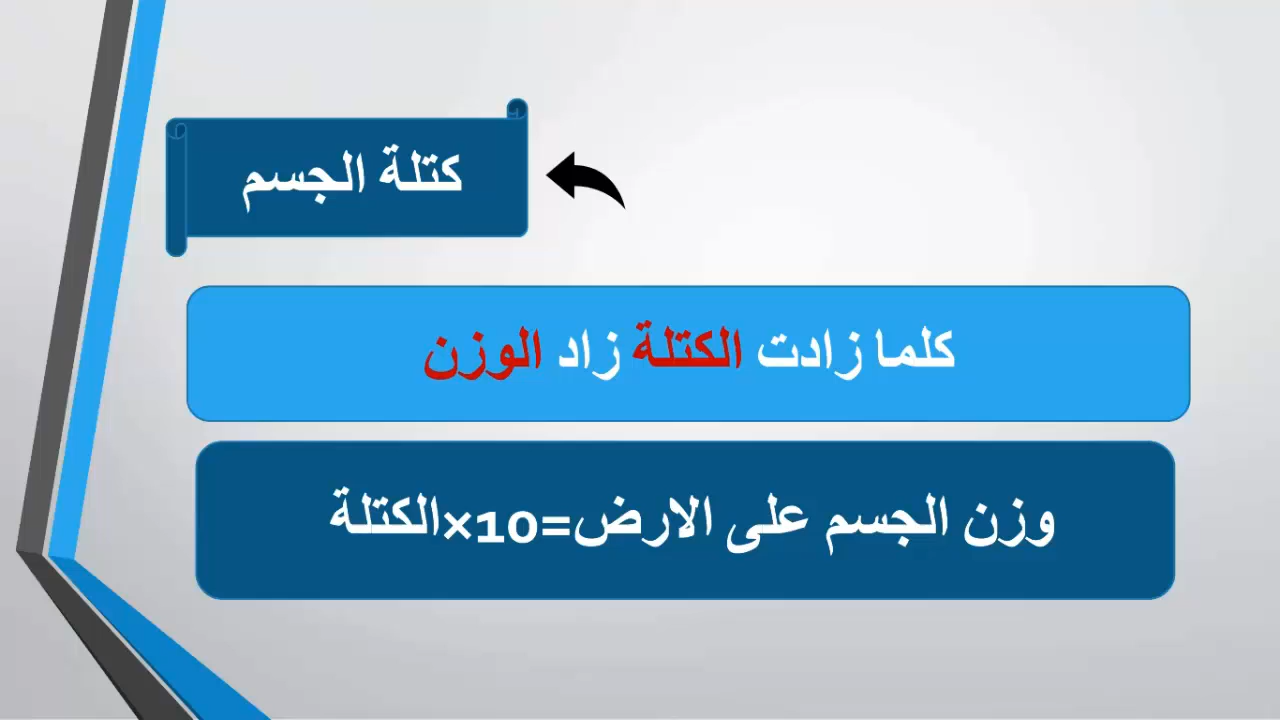 كتلة الجسم
كلما زادت الكتلة زاد الوزن
وزن الجسم على الارض=10×الكتلة